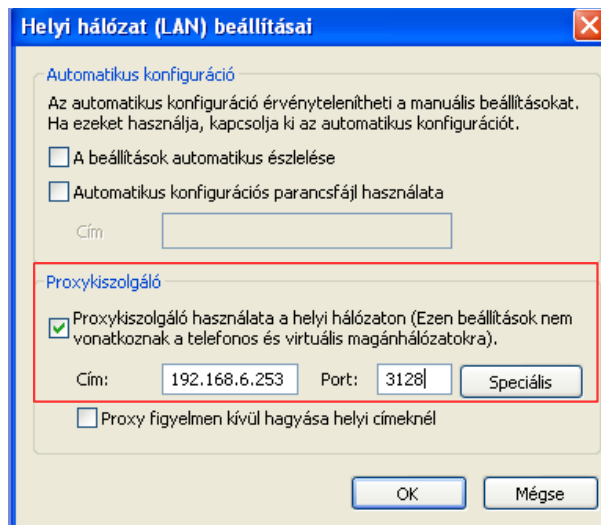 Helyi hálózat (LAN) beállításai
Automatikus konfiguráció
Az automatikus konfiguráció érvénytelenítheti a manuális beállításokat.
Ha ezeket használja, kapcsolja ki az automatikus konfigurációt.
A beállítások automatikus észlelése
Automatikus konfigurációs parancsfájl használata
Cím
Proxykiszolgáló
Proxykiszolgáló használata a helyi hálózaton (Ezen beállítások nem
vonatkoznak a telefonos és virtuális magánhálózatokra).
Cím: 192.168.6.253 Port: 3128 Speciális
Proxy figyelmen kívül hagyása helyi címeknél
OK Mégse